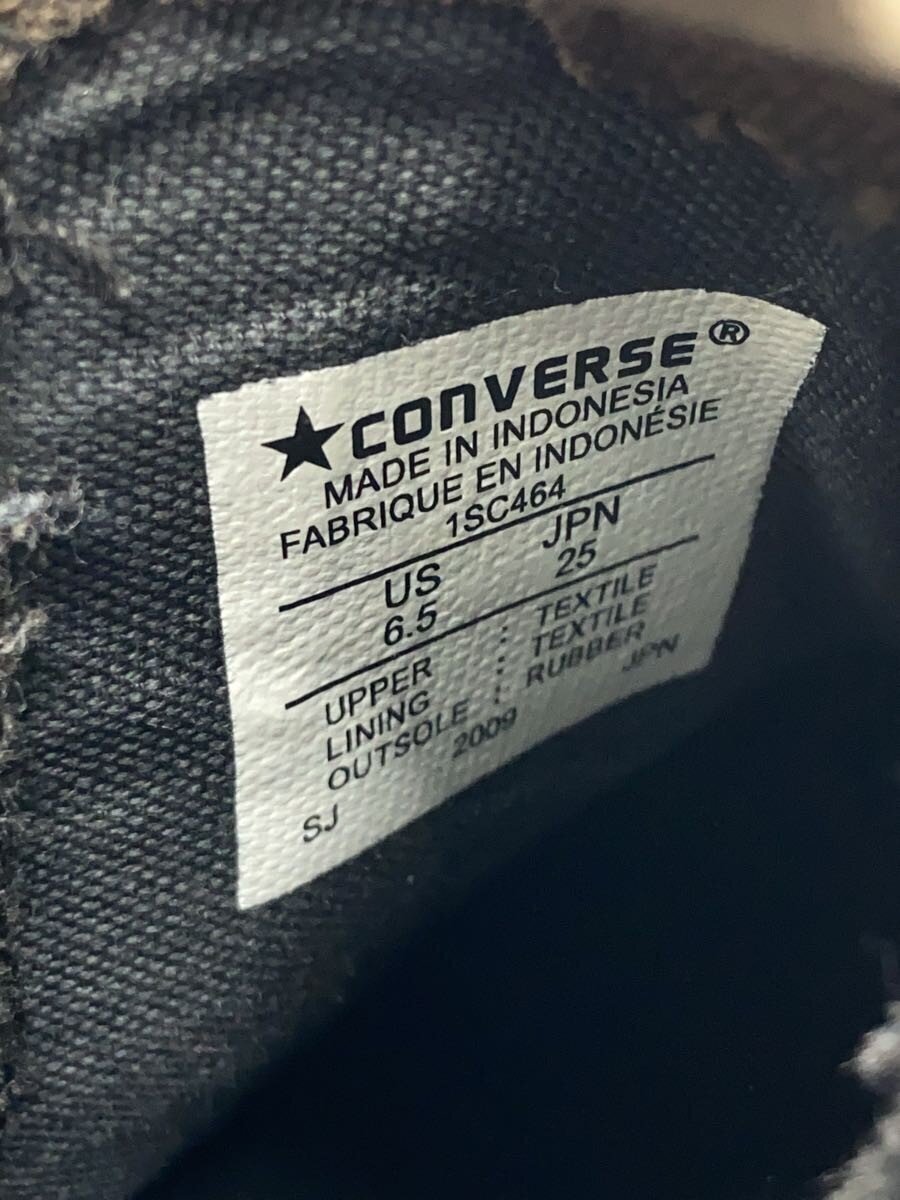 ★CONVERSE®
MADE IN INDONESIA
FABRIQUE EN INDONÉSIE
1SC464
US JPN
6.5 25
UPPER : TEXTILE
LINING : TEXTILE
OUTSOLE : RUBBER
SJ 2009 JPN